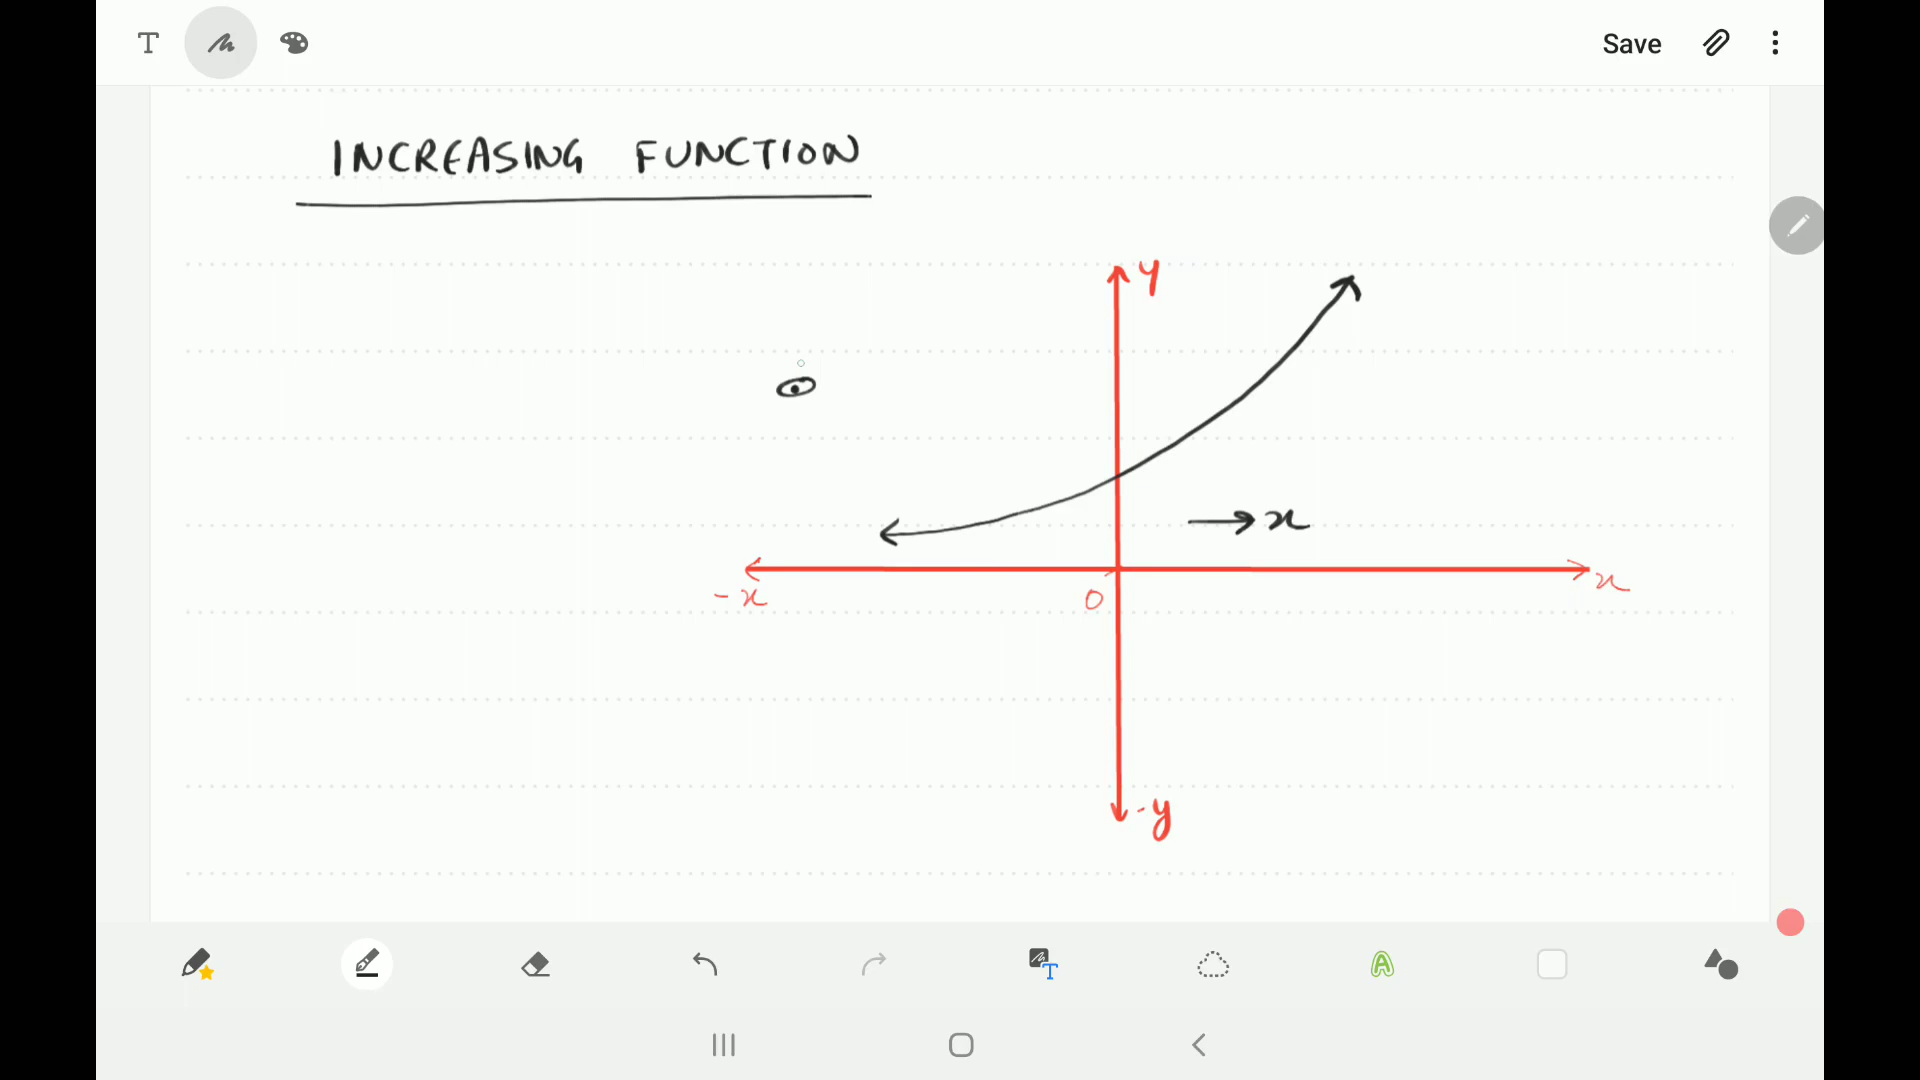 T
Save
INCREASING FUNCTION
y
→ x
-x
0
x
-y
T
A